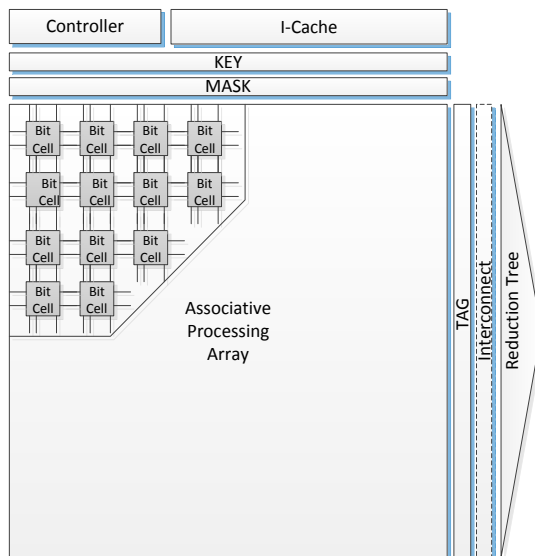 Controller
I-Cache
KEY
MASK
Bit Bit Bit Bit
Cell Cell Cell Cell
Bit Bit Bit Bit
Cell Cell Cell Cell
Bit Bit Bit
Cell Cell Cell
Bit Bit
Cell Cell
Associative
Processing
Array
TAG
Interconnect
Reduction Tree